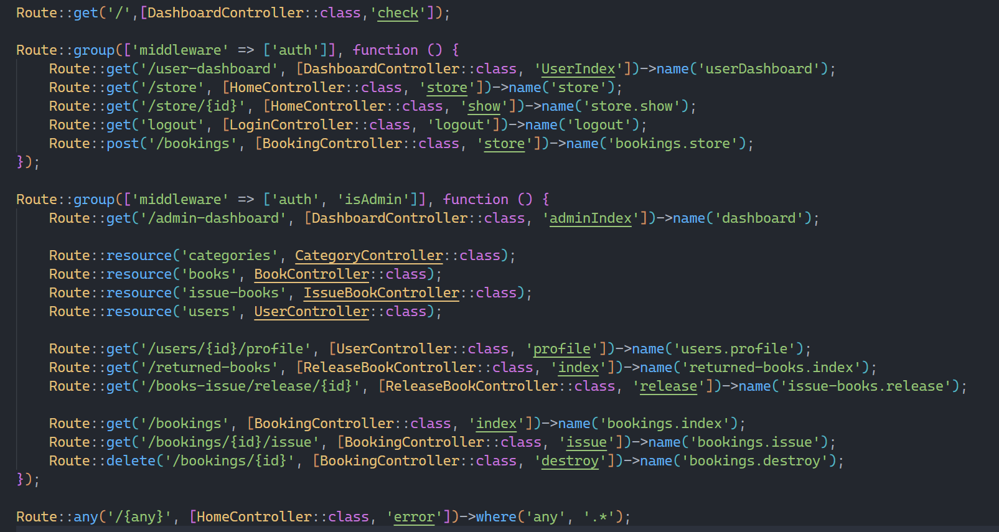 Route::get('/',[DashboardController::class,'check']);
Route::group(['middleware' => ['auth']], function () {
Route::get('/user-dashboard', [DashboardController::class, 'UserIndex'])->name('userDashboard');
Route::get('/store', [HomeController::class, 'store'])->name('store');
Route::get('/store/{id}', [HomeController::class, 'show'])->name('store.show');
Route::get('logout', [LoginController::class, 'logout'])->name('logout');
Route::post('/bookings', [BookingController::class, 'store'])->name('bookings.store');
});
Route::group(['middleware' => ['auth', 'isAdmin']], function () {
Route::get('/admin-dashboard', [DashboardController::class, 'adminIndex'])->name('dashboard');
Route::resource('categories', CategoryController::class);
Route::resource('books', BookController::class);
Route::resource('issue-books', IssueBookController::class);
Route::resource('users', UserController::class);
Route::get('/users/{id}/profile', [UserController::class, 'profile'])->name('users.profile');
Route::get('/returned-books', [ReleaseBookController::class, 'index'])->name('returned-books.index');
Route::get('/books-issue/release/{id}', [ReleaseBookController::class, 'release'])->name('issue-books.release');
Route::get('/bookings', [BookingController::class, 'index'])->name('bookings.index');
Route::get('/bookings/{id}/issue', [BookingController::class, 'issue'])->name('bookings.issue');
Route::delete('/bookings/{id}', [BookingController::class, 'destroy'])->name('bookings.destroy');
});
Route::any('/{any}', [HomeController::class, 'error'])->where('any', '.*');